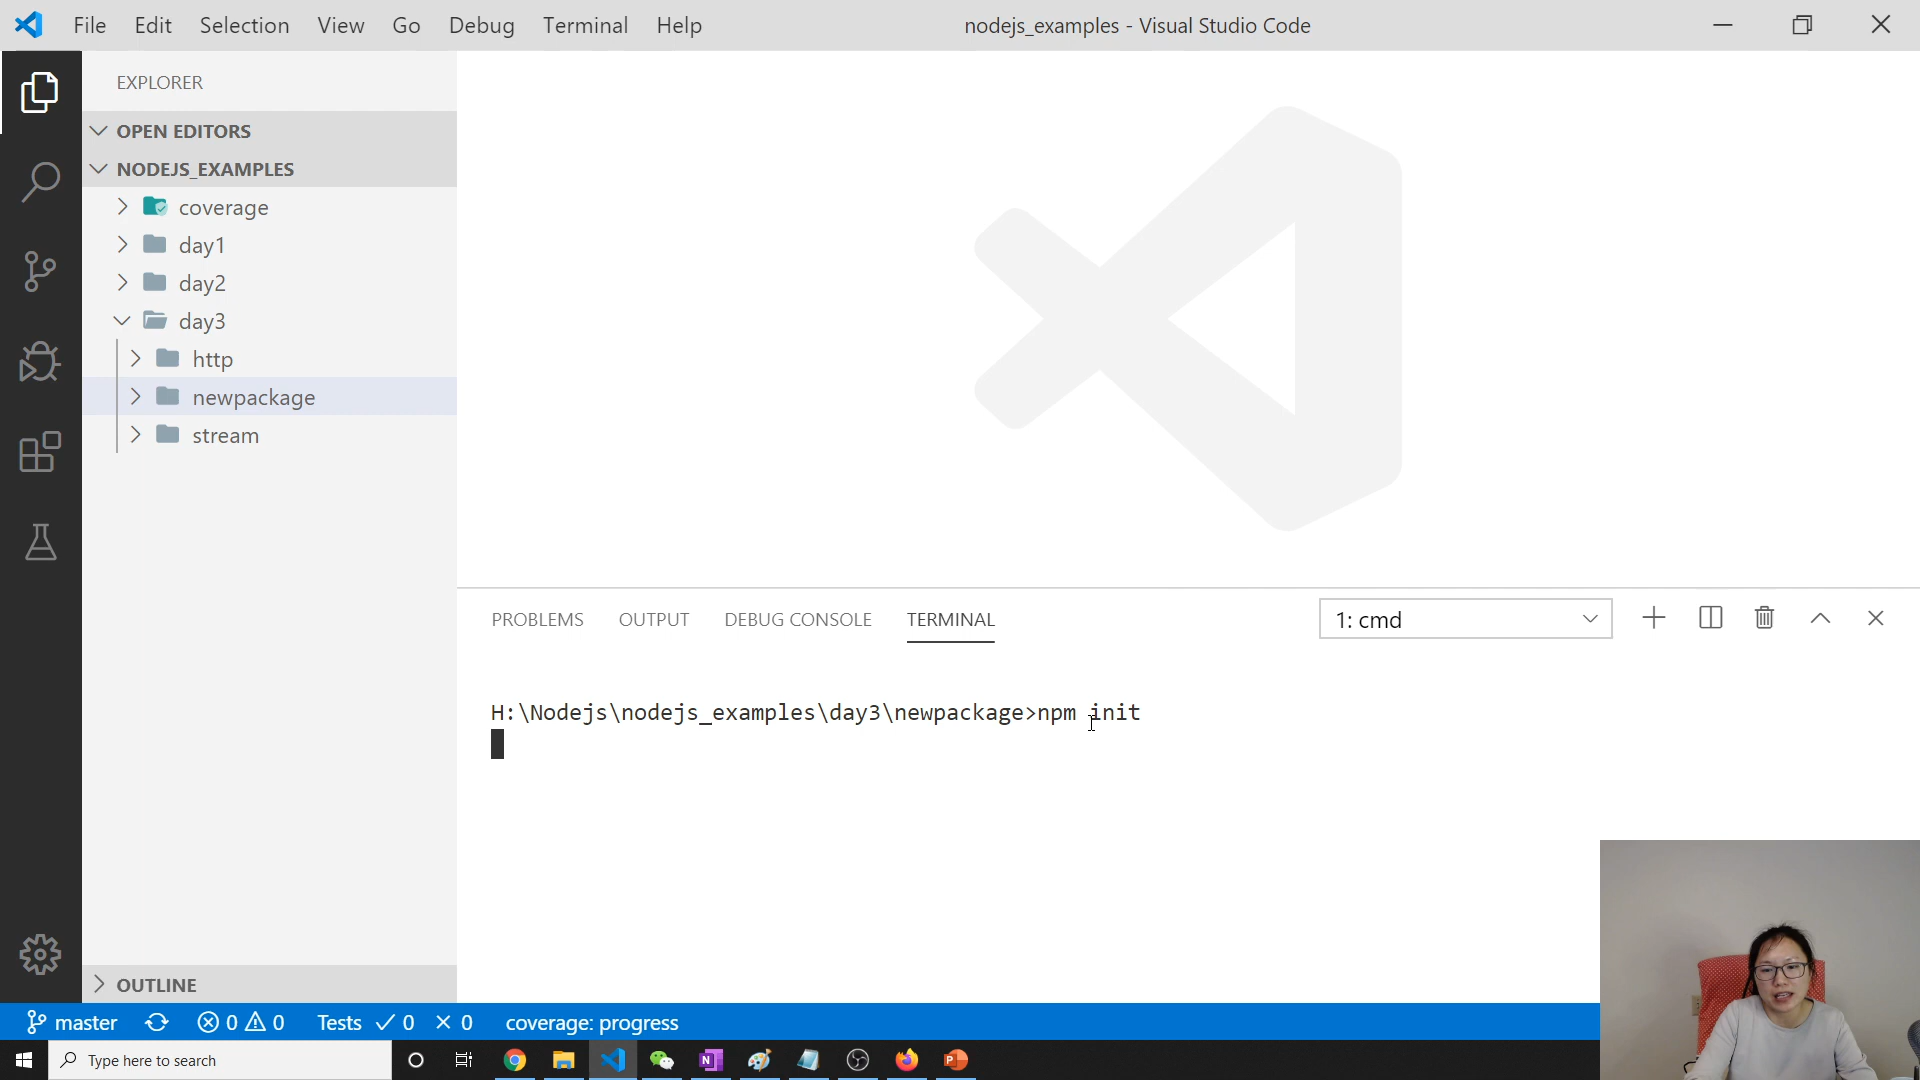 File Edit Selection View Go Debug Terminal Help nodejs_examples - Visual Studio Code
EXPLORER
OPEN EDITORS
NODEJS_EXAMPLES
coverage
day1
day2
day3
http
newpackage
stream
PROBLEMS OUTPUT DEBUG CONSOLE TERMINAL 1: cmd
H:\Nodejs\nodejs_examples\day3\newpackage>npm init
OUTLINE
master 0 0 Tests 0 0 coverage: progress
Type here to search